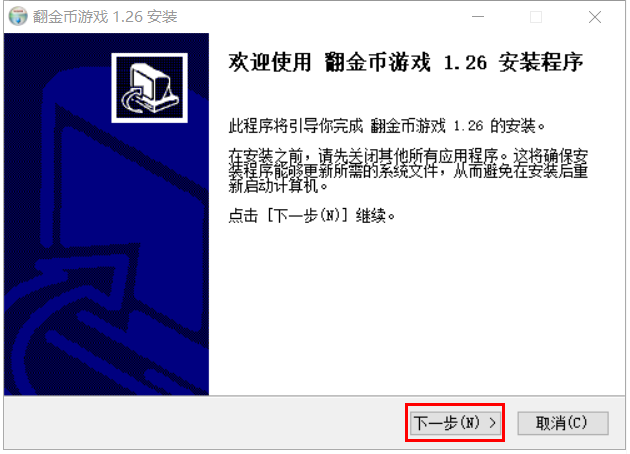 翻金币游戏 1.26 安装
欢迎使用 翻金币游戏 1.26 安装程序
此程序将引导你完成 翻金币游戏 1.26 的安装。
在安装之前，请先关闭其他所有应用程序。这将确保安
装程序能够更新所需的系统文件，从而避免在安装后重
新启动计算机。
点击 [下一步(N)] 继续。
下一步(N) >
取消(C)